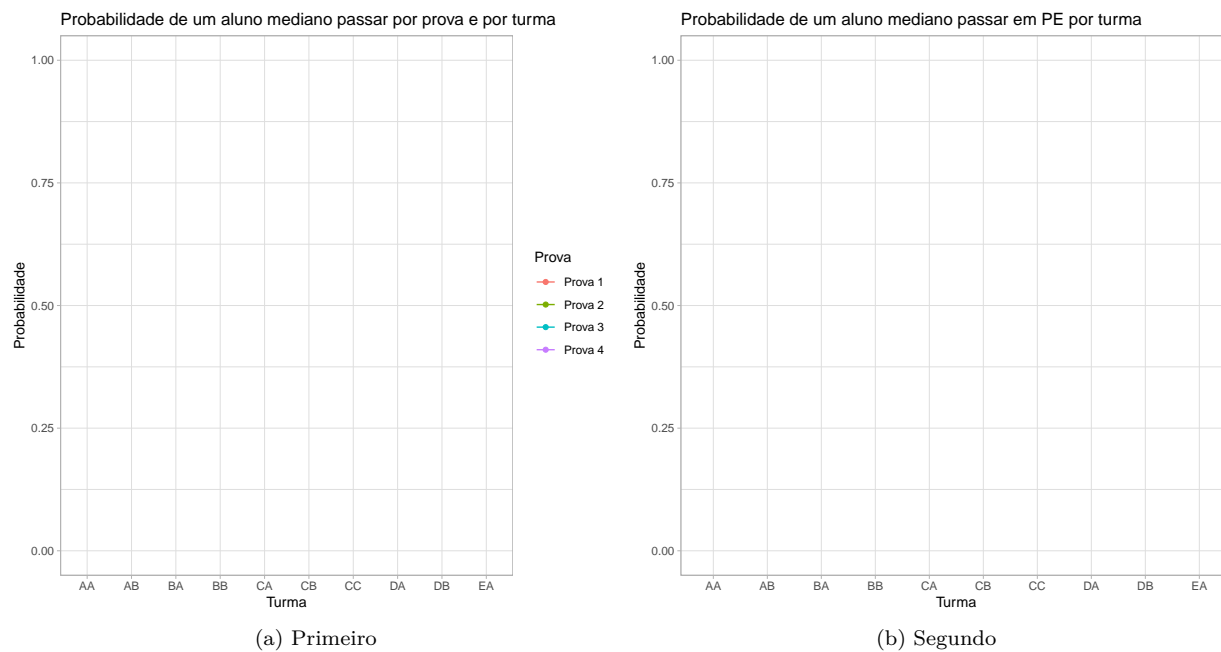 Probabilidade de um aluno mediano passar por prova e por turma
1.00
0.75
0.50
0.25
0.00
Probabilidade
AA AB BA BB CA CB CC DA DB EA
Turma
Prova
Prova 1
Prova 2
Prova 3
Prova 4
(a) Primeiro
Probabilidade de um aluno mediano passar em PE por turma
1.00
0.75
0.50
0.25
0.00
Probabilidade
AA AB BA BB CA CB CC DA DB EA
Turma
(b) Segundo